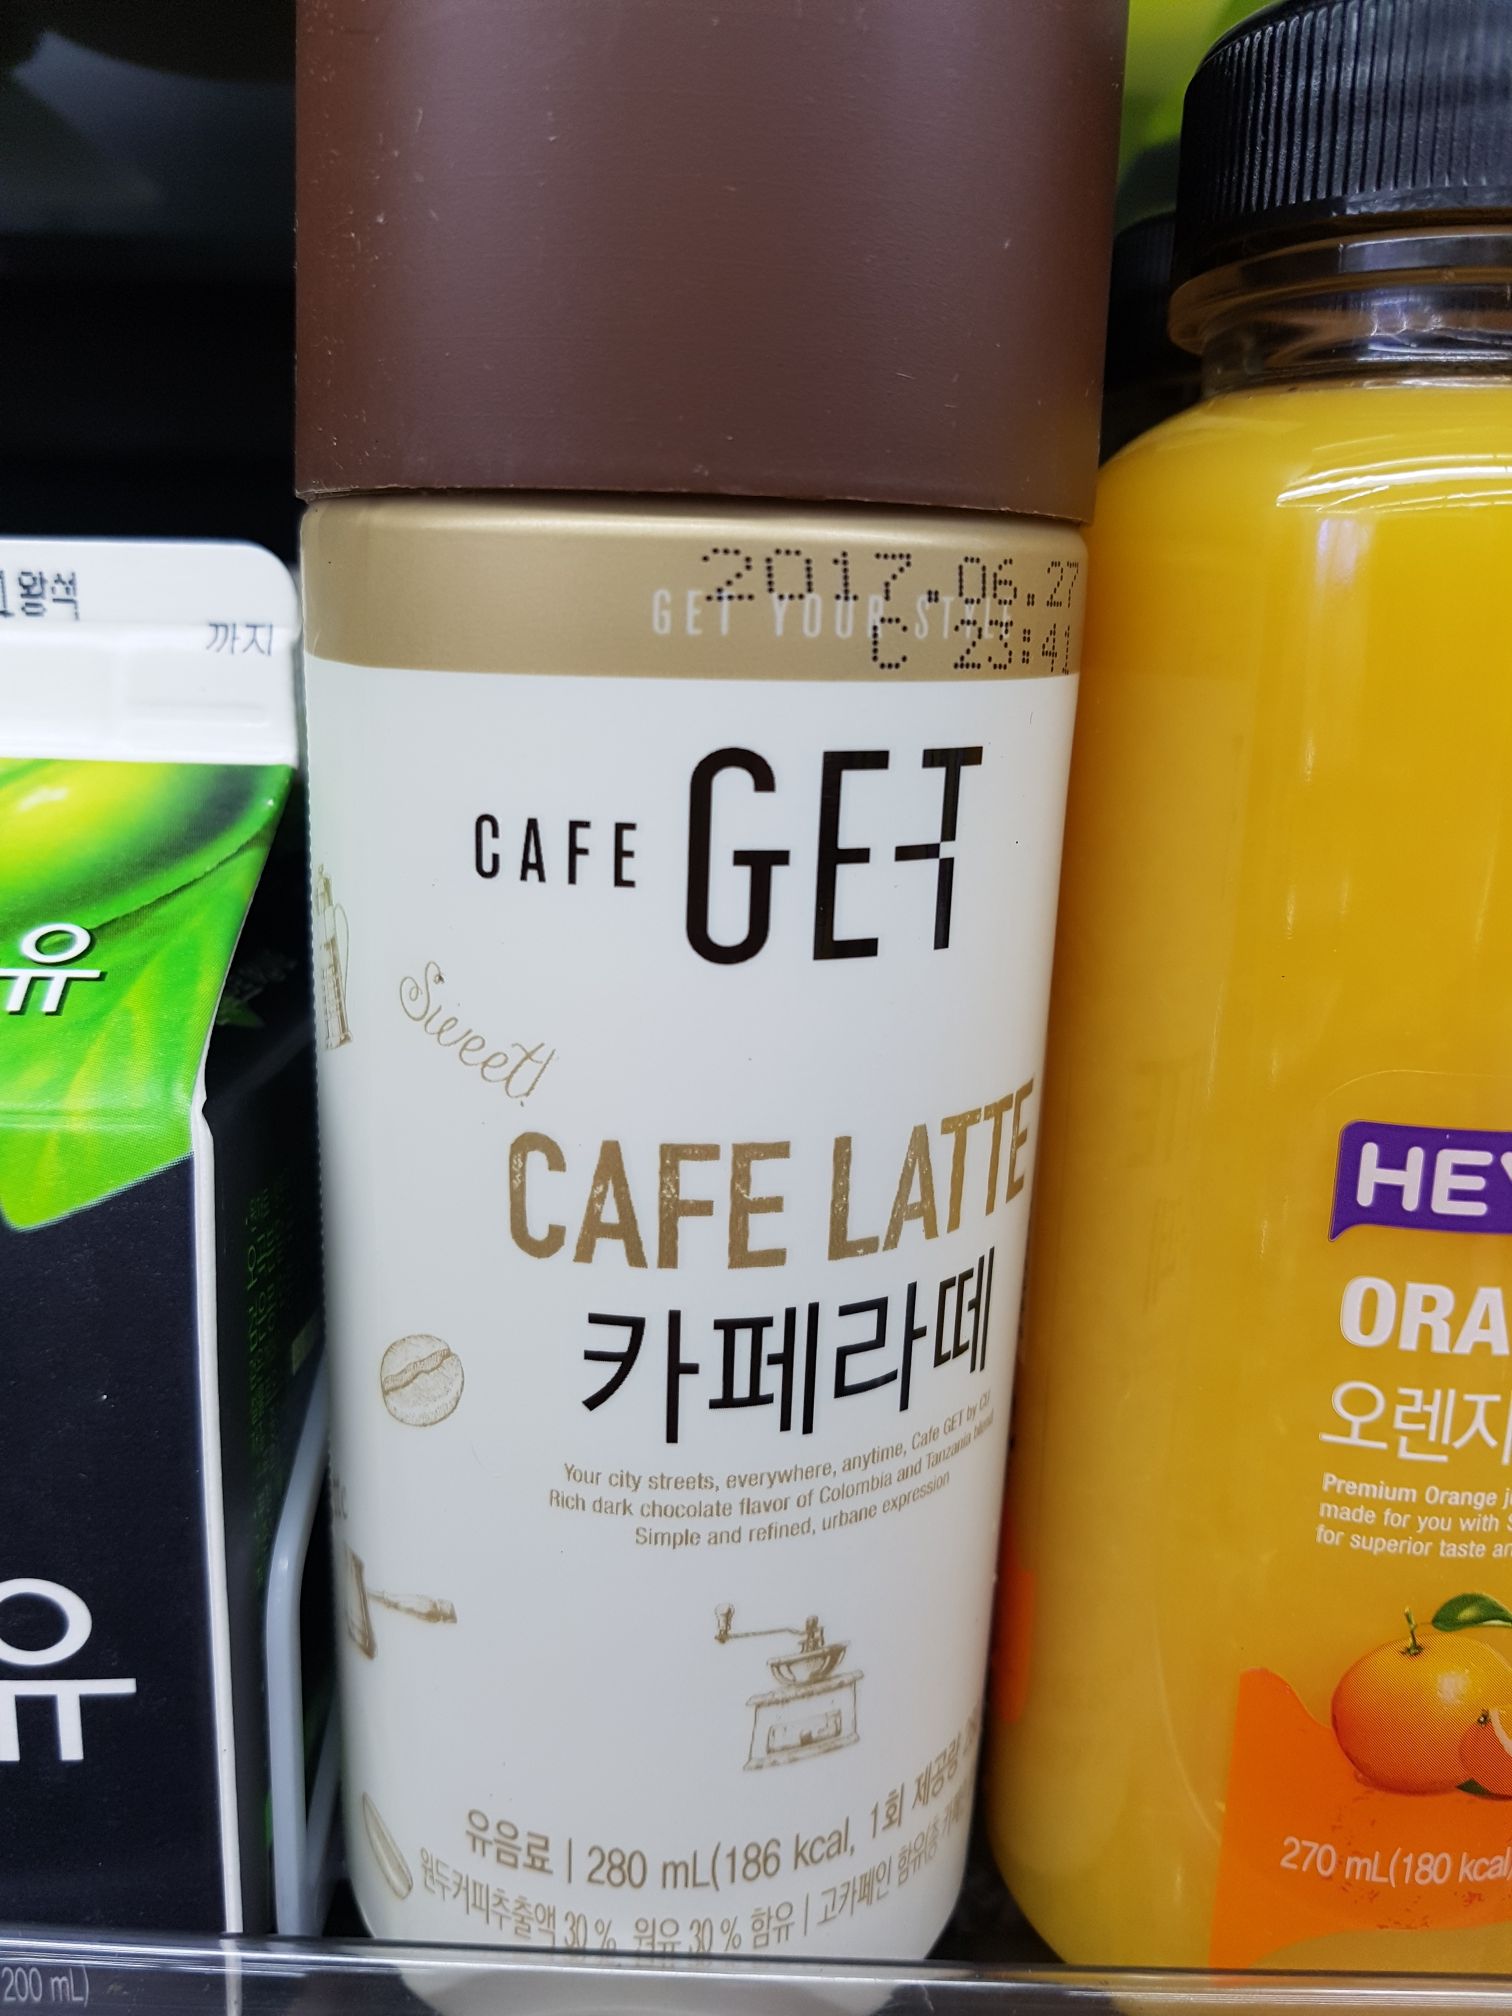 왕석
까지
유
유
200 mL)
2017.06.27
GET YOUR STYLE
C 23:41
CAFE GET
Sweet!
CAFE LATTE
카페라떼
Your city streets, everywhere, anytime, Cafe GET by CU
Rich dark chocolate flavor of Colombia and Tanzania blend
Simple and refined, urbane expression
유음료 | 280 mL(186 kcal, 1회 제공량
원두커피추출액 30 %, 원유 30 % 함유 | 고카페인 함유
HEY
ORA
오렌지
Premium Orange
made for you with
for superior taste
270 mL(180 kcal